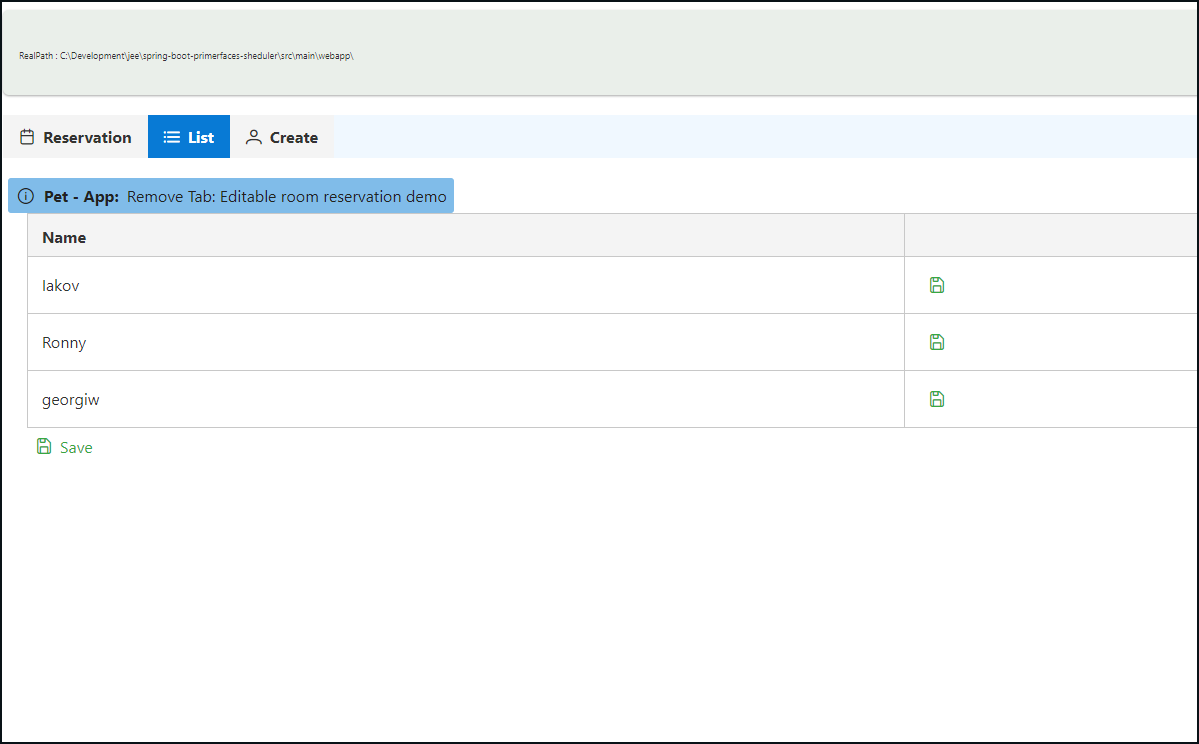 RealPath : C:\Development\jee\spring-boot-primerfaces-sheduler\src\main\webapp\
Reservation List Create
Pet - App: Remove Tab: Editable room reservation demo
Name
Iakov
Ronny
georgiw
Save